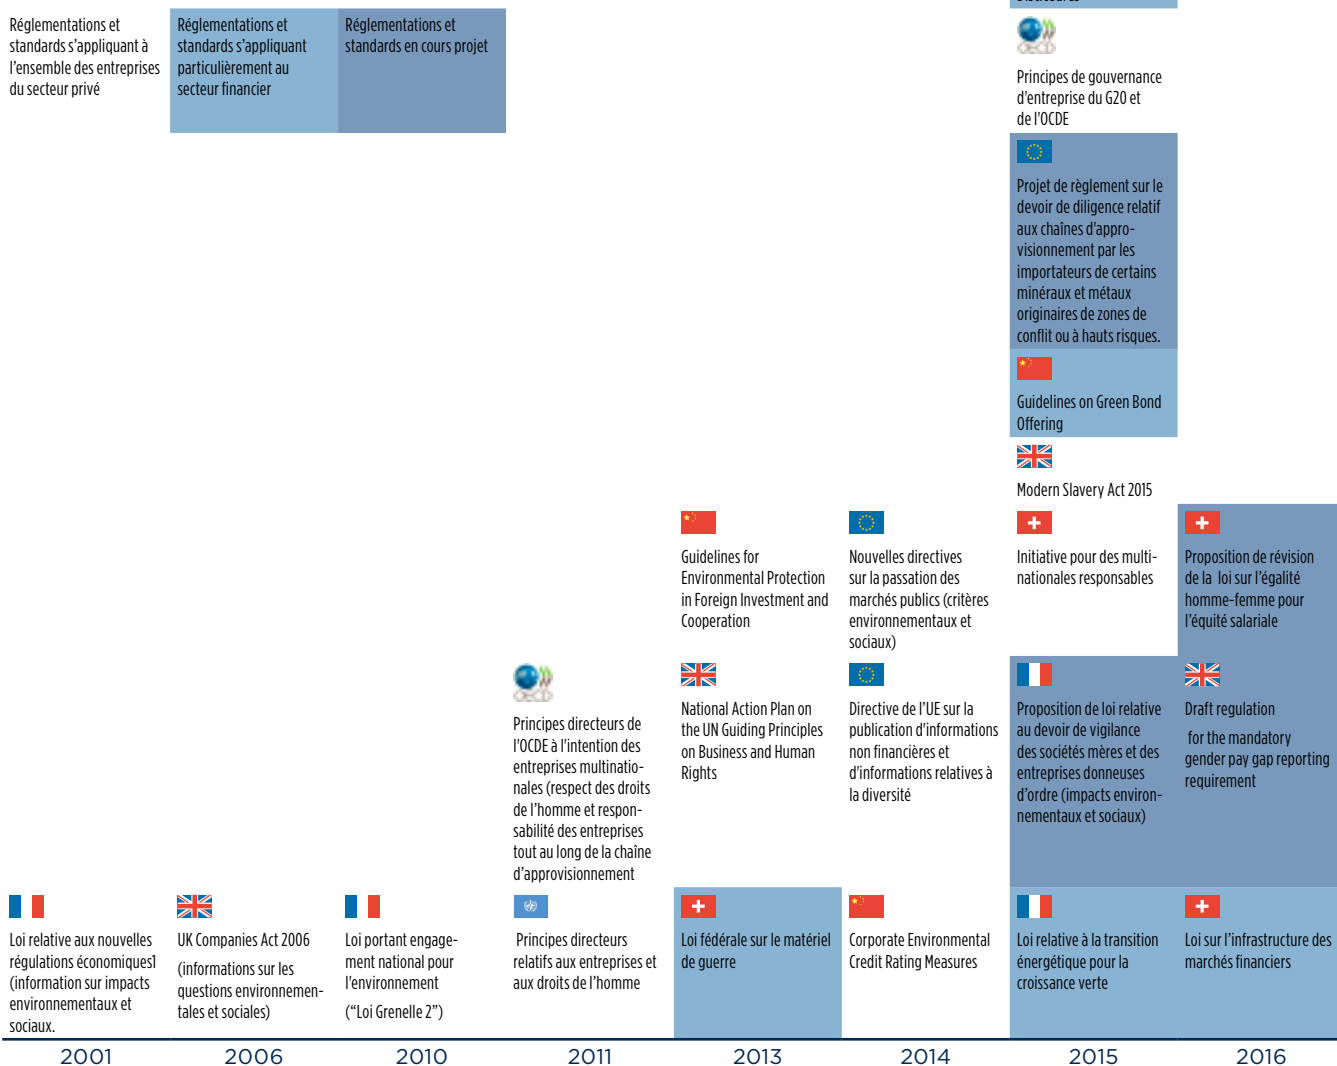 Réglementations et
standards s'appliquant à
l'ensemble des entreprises
du secteur privé
Réglementations et
standards s'appliquant
particulièrement au
secteur financier
Réglementations et
standards en cours projet
Principes de gouvernance
d'entreprise du G20 et
de l'OCDE
Projet de règlement sur le
devoir de diligence relatif
aux chaînes d'appro-
visionnement par les
importateurs de certains
minéraux et métaux
originaires de zones de
conflit ou à hauts risques.
Guidelines on Green Bond
Offering
Modern Slavery Act 2015
Guidelines for
Environmental Protection
in Foreign Investment and
Cooperation
Nouvelles directives
sur la passation des
marchés publics (critères
environnementaux et
sociaux)
Initiative pour des multi-
nationales responsables
Proposition de révision
de la loi sur l'égalité
homme-femme pour
l'équité salariale
Principes directeurs de
l'OCDE à l'intention des
entreprises multinatio-
nales (respect des droits
de l'homme et respon-
sabilité des entreprises
tout au long de la chaîne
d'approvisionnement
National Action Plan on
the UN Guiding Principles
on Business and Human
Rights
Directive de l'UE sur la
publication d'informations
non financières et
d'informations relatives à
la diversité
Proposition de loi relative
au devoir de vigilance
des sociétés mères et des
entreprises donneuses
d'ordre (impacts environ-
nementaux et sociaux)
Draft regulation
for the mandatory
gender pay gap reporting
requirement
Loi relative aux nouvelles
régulations économiques1
(information sur impacts
environnementaux et
sociaux.
UK Companies Act 2006
(informations sur les
questions environnemen-
tales et sociales)
Loi portant engage-
ment national pour
l'environnement
("Loi Grenelle 2")
Principes directeurs
relatifs aux entreprises et
aux droits de l'homme
Loi fédérale sur le matériel
de guerre
Corporate Environmental
Credit Rating Measures
Loi relative à la transition
énergétique pour la
croissance verte
Loi sur l'infrastructure des
marchés financiers
2001
2006
2010
2011
2013
2014
2015
2016